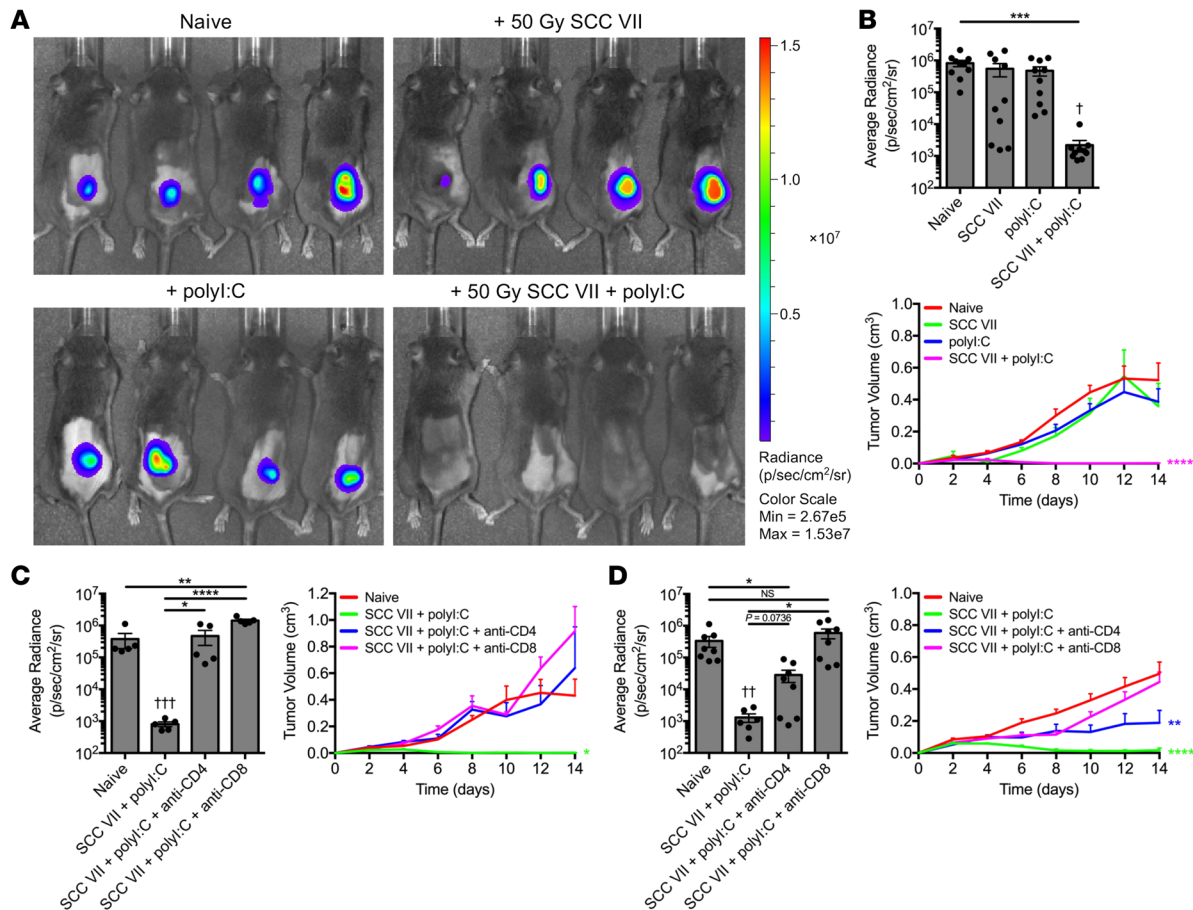 A
Naive
+ 50 Gy SCC VII
+ polyI:C
+ 50 Gy SCC VII + polyI:C
1.5
1.0
×10⁷
0.5
Radiance
(p/sec/cm²/sr)
Color Scale
Min = 2.67e5
Max = 1.53e7
B
***
Average Radiance
(p/sec/cm²/sr)
10⁷
10⁶
10⁵
10⁴
10³
10²
†
Naive
SCC VII
polyI:C
SCC VII + polyI:C
Tumor Volume (cm³)
1.0
0.8
0.6
0.4
0.2
0.0
Naive
SCC VII
polyI:C
SCC VII + polyI:C
****
0 2 4 6 8 10 12 14
Time (days)
C
**
****
*
Average Radiance
(p/sec/cm²/sr)
10⁷
10⁶
10⁵
10⁴
10³
10²
†††
Naive
SCC VII + polyI:C
SCC VII + polyI:C + anti-CD4
SCC VII + polyI:C + anti-CD8
Tumor Volume (cm³)
1.2
1.0
0.8
0.6
0.4
0.2
0.0
Naive
SCC VII + polyI:C
SCC VII + polyI:C + anti-CD4
SCC VII + polyI:C + anti-CD8
*
0 2 4 6 8 10 12 14
Time (days)
D
*
NS
*
P = 0.0736
Average Radiance
(p/sec/cm²/sr)
10⁷
10⁶
10⁵
10⁴
10³
10²
††
Naive
SCC VII + polyI:C
SCC VII + polyI:C + anti-CD4
SCC VII + polyI:C + anti-CD8
Tumor Volume (cm³)
1.0
0.8
0.6
0.4
0.2
0.0
Naive
SCC VII + polyI:C
SCC VII + polyI:C + anti-CD4
SCC VII + polyI:C + anti-CD8
**
****
0 2 4 6 8 10 12 14
Time (days)